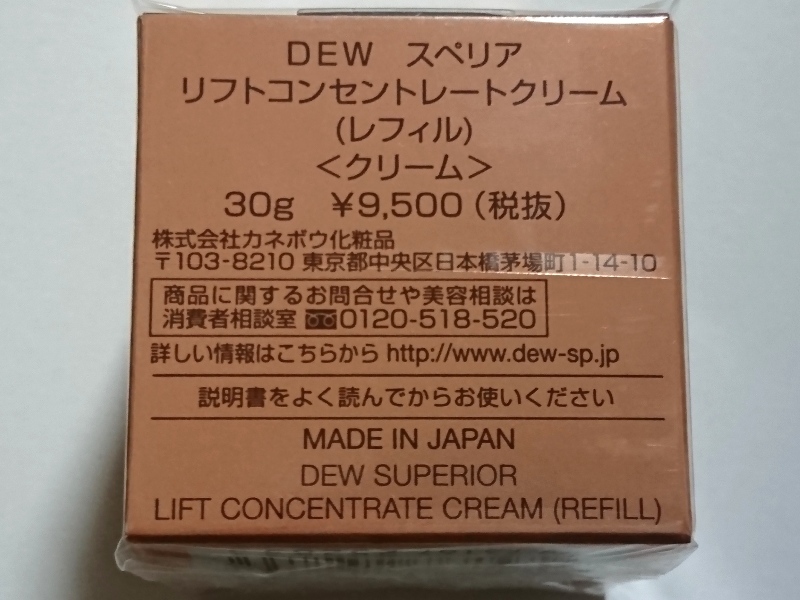 DEW スペリア
リフトコンセントレートクリーム
(レフィル)
＜クリーム＞
30g ¥9,500 (税抜)
株式会社カネボウ化粧品
〒103-8210 東京都中央区日本橋茅場町1-14-10
商品に関するお問合せや美容相談は
消費者相談室 0120-518-520
詳しい情報はこちらから http://www.dew-sp.jp
説明書をよく読んでからお使いください
MADE IN JAPAN
DEW SUPERIOR
LIFT CONCENTRATE CREAM (REFILL)